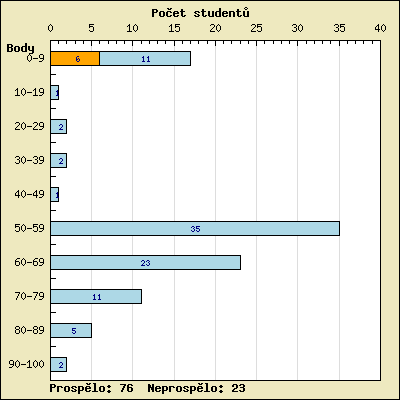 Počet studentů
0 5 10 15 20 25 30 35 40
Body
0-9 6 11
10-19 1
20-29 2
30-39 2
40-49 1
50-59 35
60-69 23
70-79 11
80-89 5
90-100 2
Prospělo: 76 Neprospělo: 23